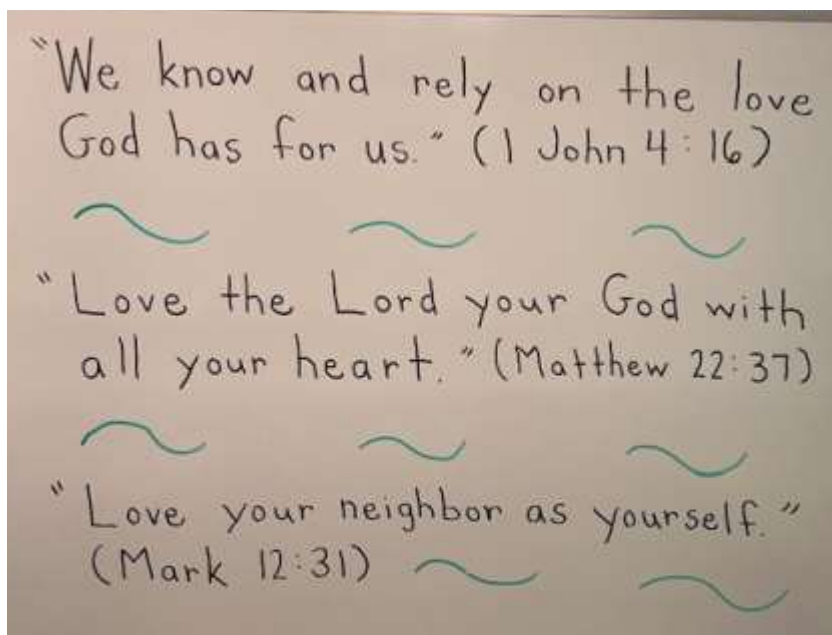 "We know and rely on the love
God has for us." (1 John 4:16)
"Love the Lord your God with
all your heart." (Matthew 22:37)
"Love your neighbor as yourself."
(Mark 12:31)